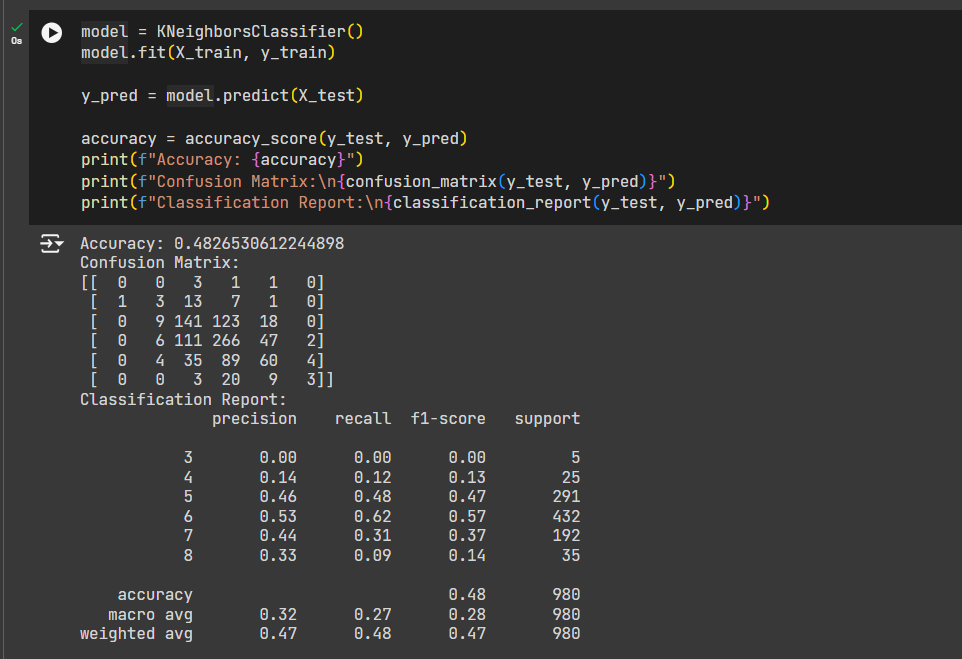 0s
model = KNeighborsClassifier()
model.fit(X_train, y_train)
y_pred = model.predict(X_test)
accuracy = accuracy_score(y_test, y_pred)
print(f"Accuracy: {accuracy}")
print(f"Confusion Matrix:\n{confusion_matrix(y_test, y_pred)}")
print(f"Classification Report:\n{classification_report(y_test, y_pred)}")
Accuracy: 0.4826530612244898
Confusion Matrix:
[[  0   0   3   1   1   0]
 [  1   3  13   7   1   0]
 [  0   9 141 123  18   0]
 [  0   6 111 266  47   2]
 [  0   4  35  89  60   4]
 [  0   0   3  20   9   3]]
Classification Report:
              precision    recall  f1-score   support
           3       0.00      0.00      0.00         5
           4       0.14      0.12      0.13        25
           5       0.46      0.48      0.47       291
           6       0.53      0.62      0.57       432
           7       0.44      0.31      0.37       192
           8       0.33      0.09      0.14        35
    accuracy                           0.48       980
   macro avg       0.32      0.27      0.28       980
weighted avg       0.47      0.48      0.47       980